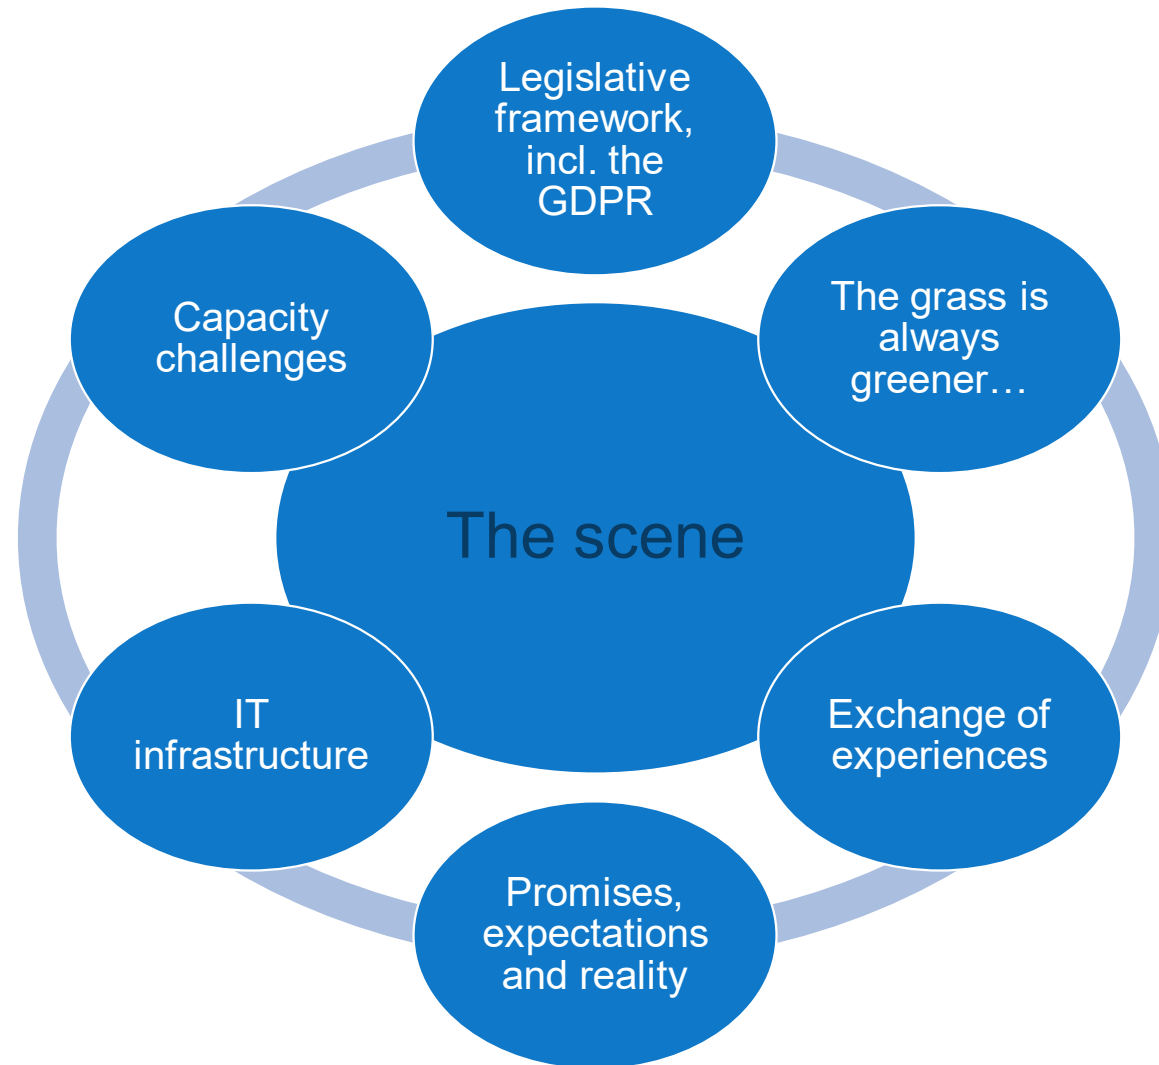 Legislative
framework,
incl. the
GDPR
The grass is
always
greener…
Exchange of
experiences
Promises,
expectations
and reality
IT
infrastructure
Capacity
challenges
The scene